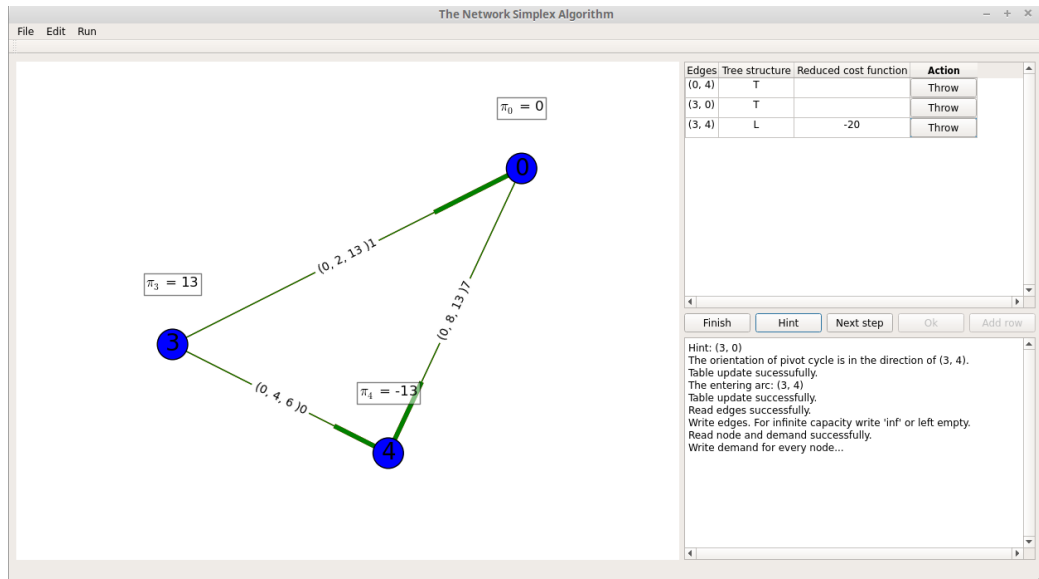 The Network Simplex Algorithm
File Edit Run
π₀ = 0
0
(0, 2, 13 )1
(0, 8, 13 )7
π₃ = 13
3
(0, 4, 6 )0
π₄ = -13
4
Edges Tree structure Reduced cost function Action
(0, 4) T Throw
(3, 0) T Throw
(3, 4) L -20 Throw
Finish Hint Next step Ok Add row
Hint: (3, 0)
The orientation of pivot cycle is in the direction of (3, 4).
Table update sucessufully.
The entering arc: (3, 4)
Table update successfully.
Read edges successfully.
Write edges. For infinite capacity write 'inf' or left empty.
Read node and demand successfully.
Write demand for every node...